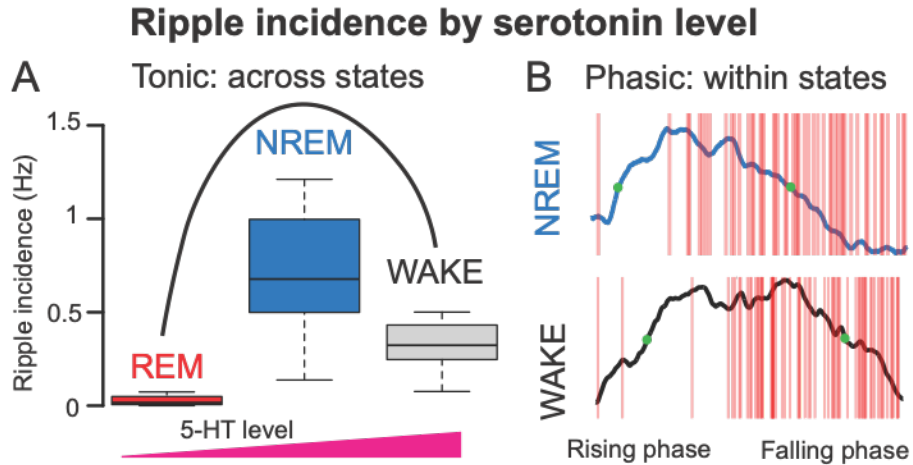 Ripple incidence by serotonin level
A
Tonic: across states
Ripple incidence (Hz)
1.5
1
0.5
0
REM
NREM
WAKE
5-HT level
B
Phasic: within states
NREM
WAKE
Rising phase
Falling phase